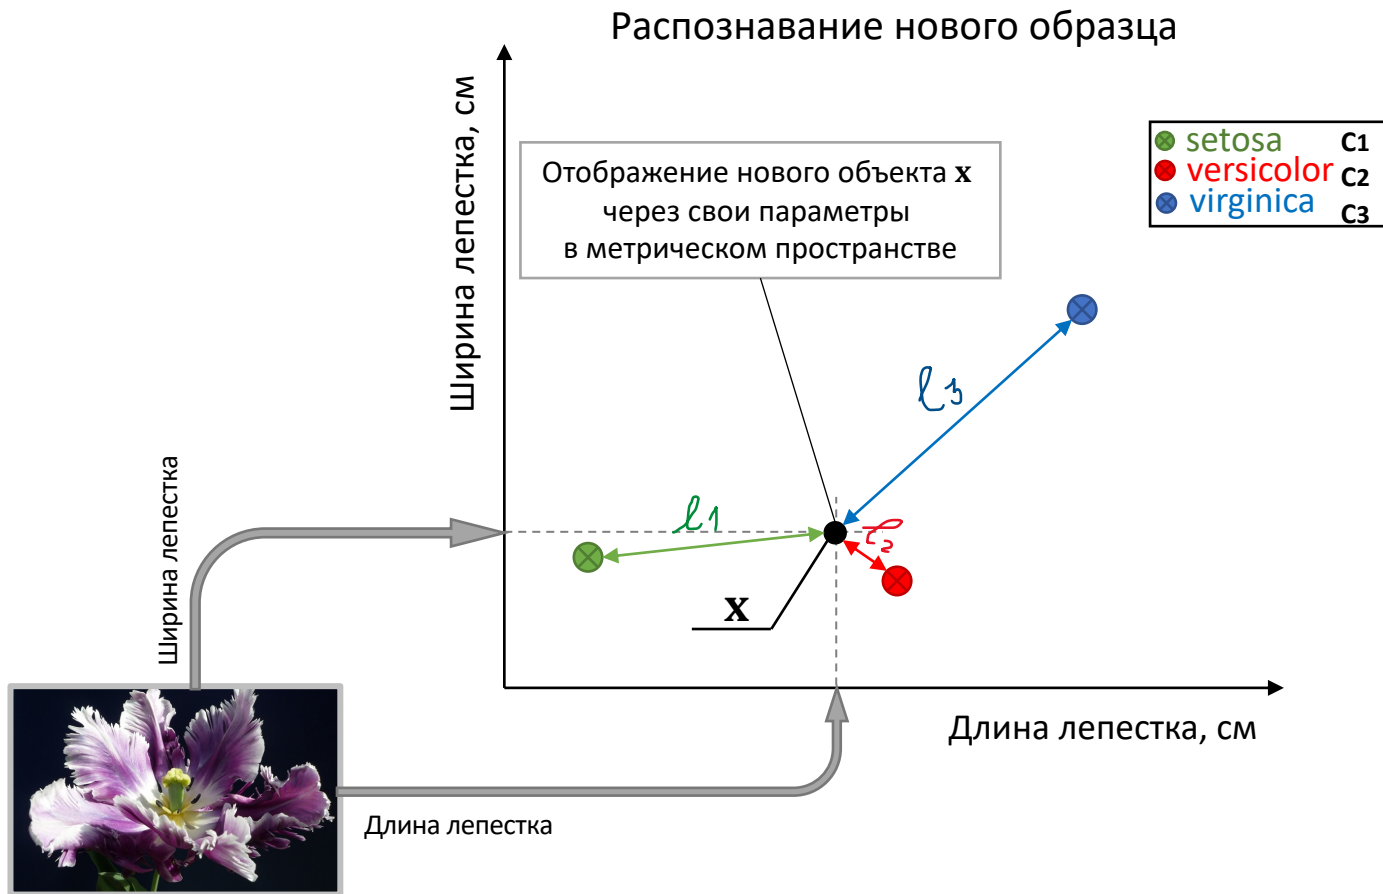 Распознавание нового образца
Ширина лепестка, см
setosa C1
versicolor C2
virginica C3
Отображение нового объекта x
через свои параметры
в метрическом пространстве
l3
l1
l2
x
Ширина лепестка
Длина лепестка, см
Длина лепестка